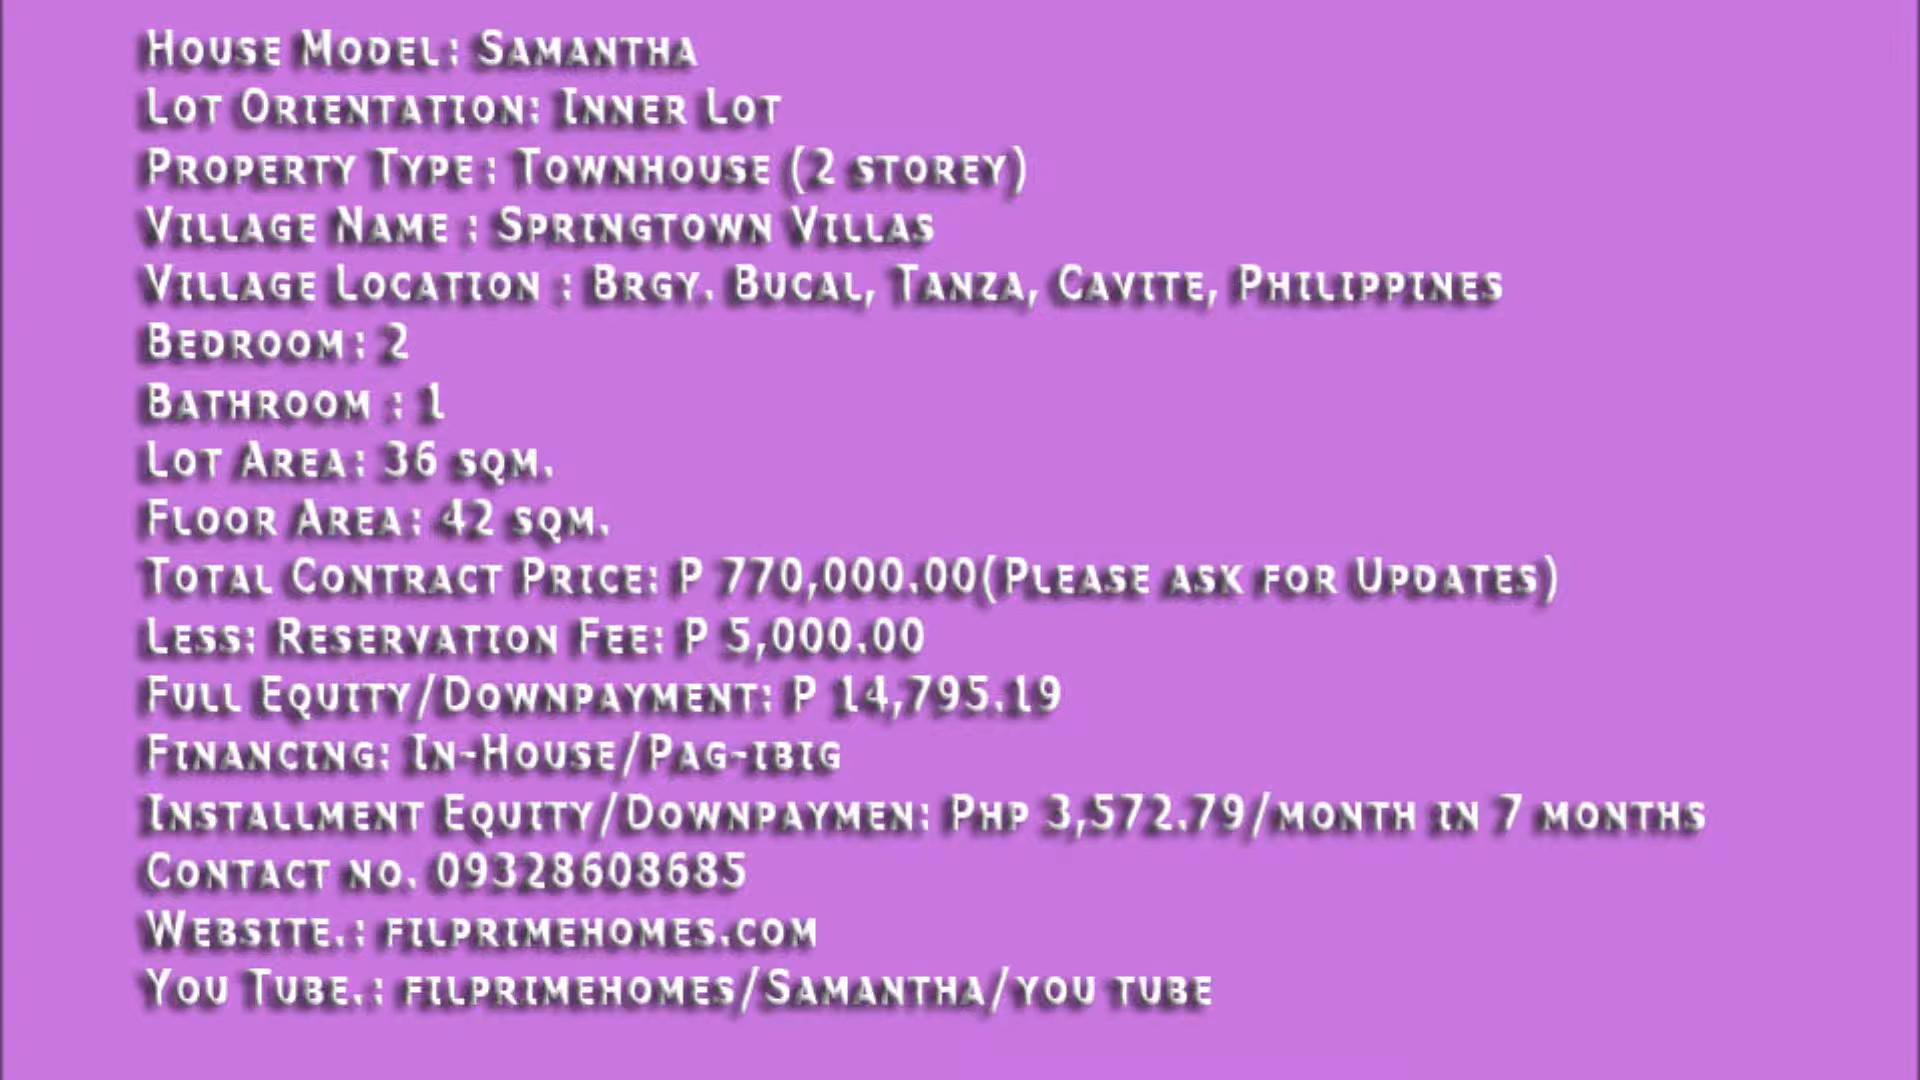 House Model: Samantha
Lot Orientation: Inner Lot
Property Type: Townhouse (2 storey)
Village Name : Springtown Villas
Village Location : Brgy. Bucal, Tanza, Cavite, Philippines
Bedroom: 2
Bathroom : 1
Lot Area: 36 sqm.
Floor Area: 42 sqm.
Total Contract Price: P 770,000.00(Please ask for Updates)
Less: Reservation Fee: P 5,000.00
Full Equity/Downpayment: P 14,795.19
Financing: In-House/Pag-ibig
Installment Equity/Downpaymen: Php 3,572.79/month in 7 months
Contact no. 09328608685
Website.: filprimehomes.com
You Tube.: filprimehomes/Samantha/you tube